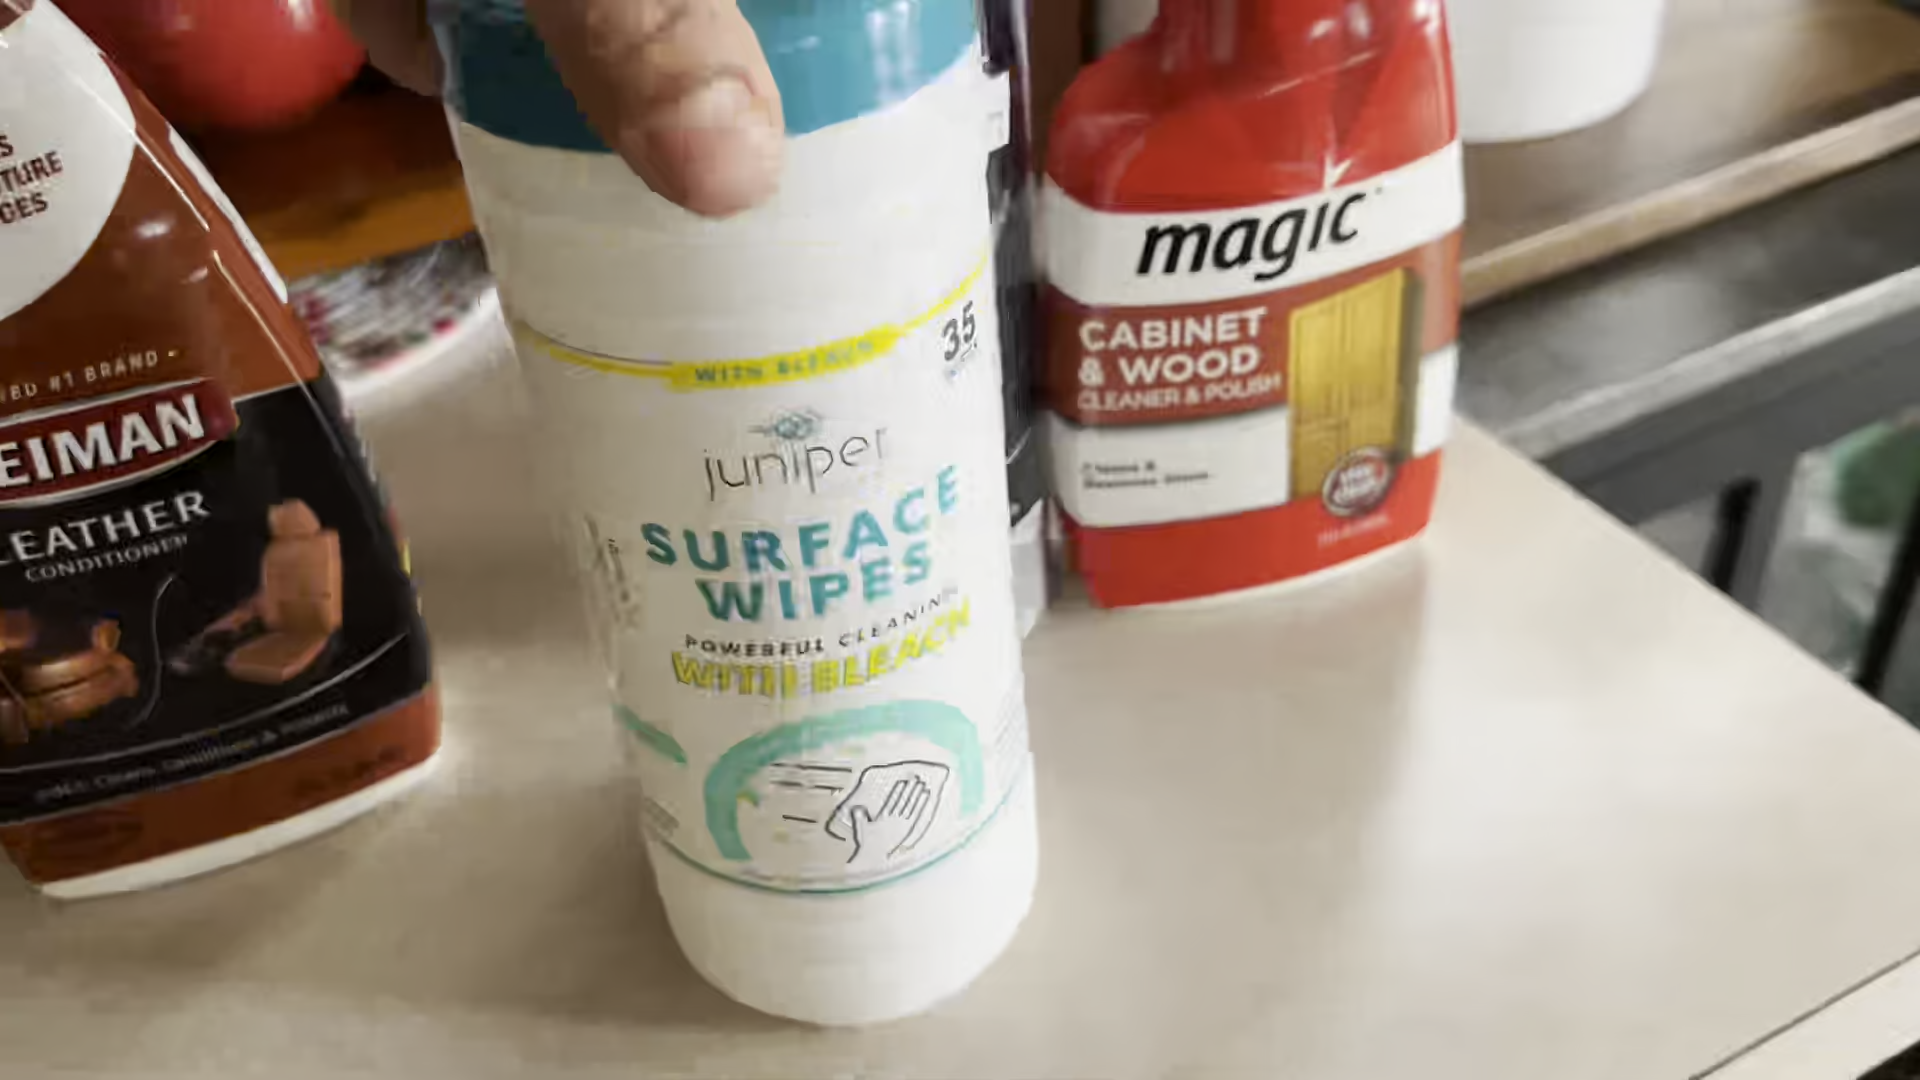 TURE
GES
#1 BRAND
EIMAN
LEATHER
CONDITIONER
WITH BLEACH
35
juniper
SURFACE
WIPES
POWERFUL CLEANING
WITH BLEACH
magic
CABINET
& WOOD
CLEANER & POLISH